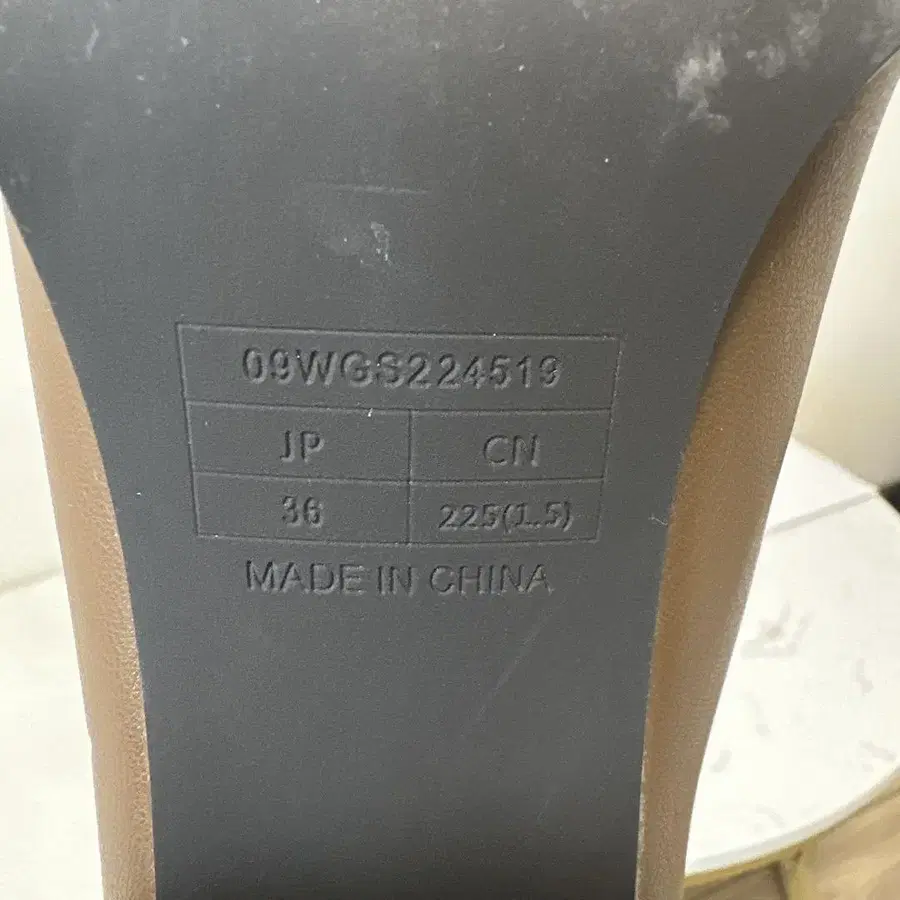 09WGS224519
JP CN
36 225(1.5)
MADE IN CHINA